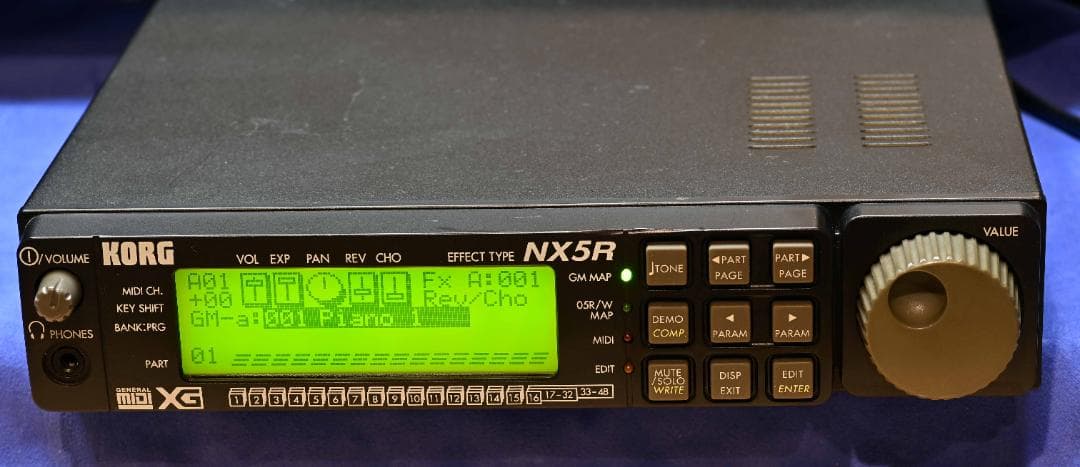 KORG
NX5R
VALUE
/VOLUME
VOL EXP PAN REV CHO
EFFECT TYPE
MIDI CH.
KEY SHIFT
BANK:PRG
PHONES
PART
A01
+00
Fx A:001
Rev/Cho
GM-a:001 Piano 1
01
GM MAP
05R/W
MAP
MIDI
EDIT
TONE
◀PART
PAGE
PART▶
PAGE
DEMO
COMP.
◀
PARAM
▶
PARAM
MUTE
/SOLO
WRITE
DISP
EXIT
EDIT
ENTER
GENERAL
MIDI
XG
1 2 3 4 5 6 7 8 9 10 11 12 13 14 15 16 17-32 33-48